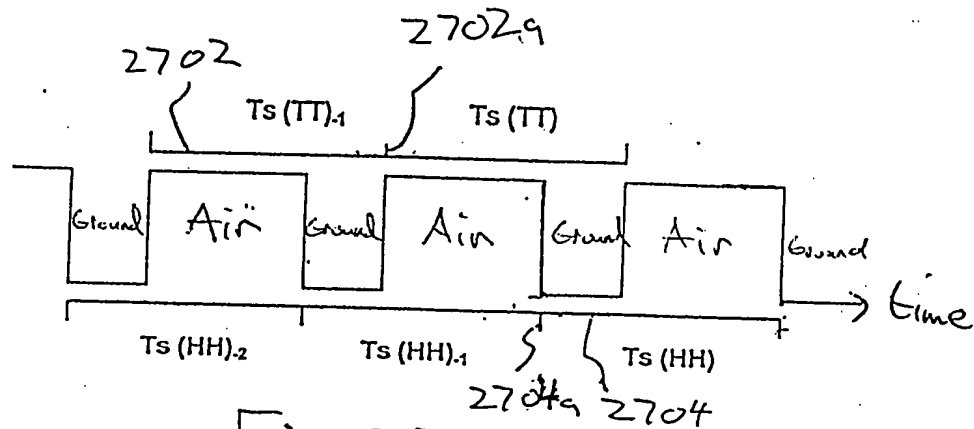 2702 2702a
Ts (TT)-1 Ts (TT)
Ground Air Ground Air Ground Air Ground
time
Ts (HH)-2 Ts (HH)-1 Ts (HH)
2704a 2704